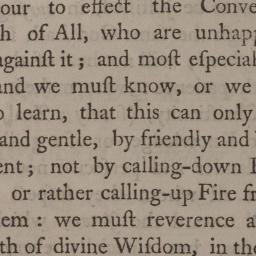 our to effect the Conve
h of All, who are unhap
againſt it; and moſt eſpecial
and we muſt know, or we
o learn, that this can only
and gentle, by friendly and
ent; not by calling-down
or rather calling-up Fire fr
em: we muſt reverence a
th of divine Wiſdom, in the